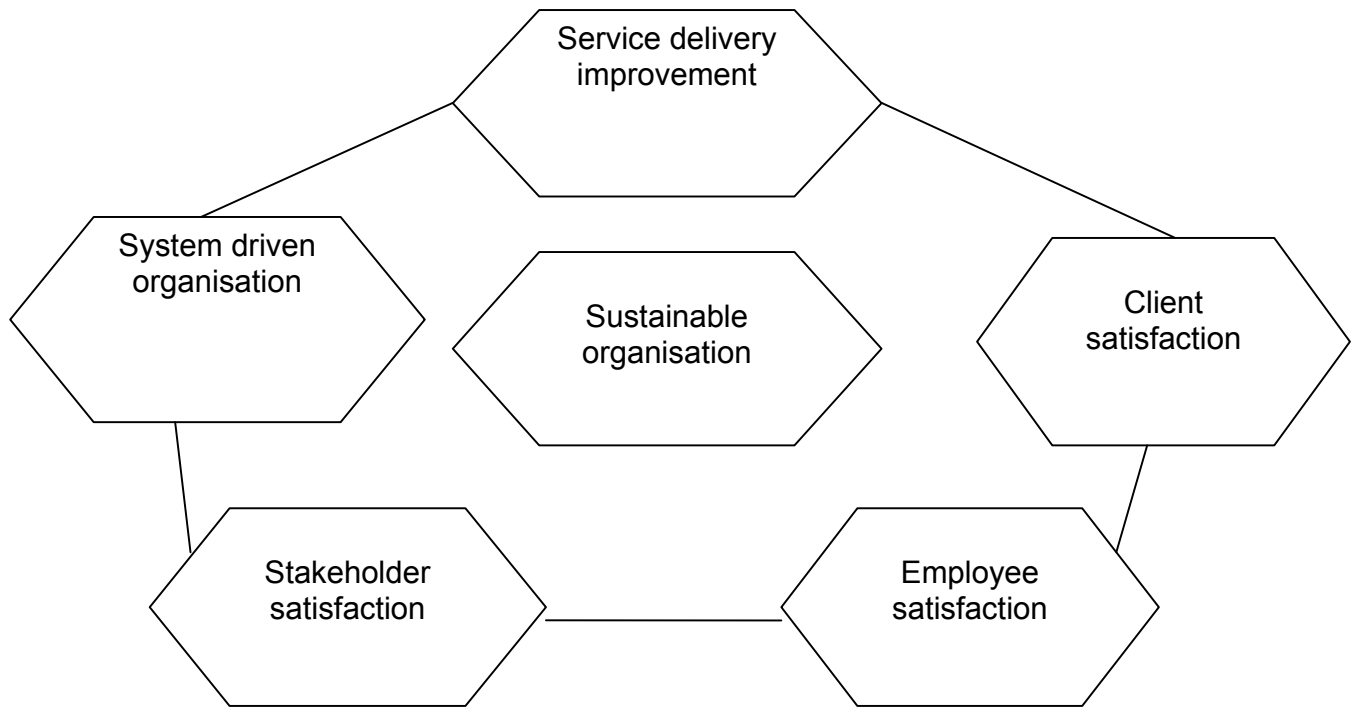 Service delivery
improvement
System driven
organisation
Sustainable
organisation
Client
satisfaction
Stakeholder
satisfaction
Employee
satisfaction